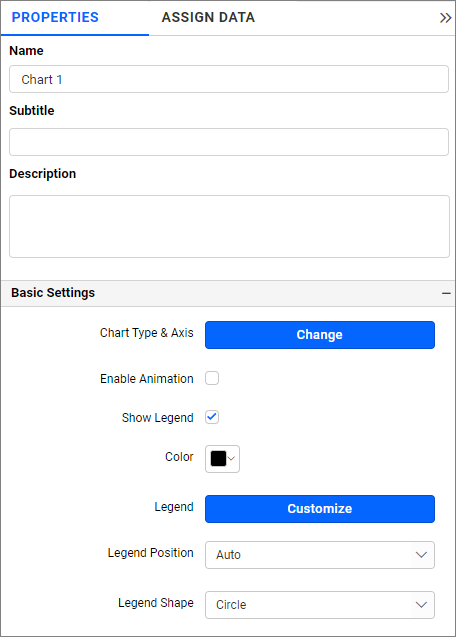 PROPERTIES ASSIGN DATA
Name
Chart 1
Subtitle
Description
Basic Settings
Chart Type & Axis Change
Enable Animation
Show Legend
Color
Legend Customize
Legend Position Auto
Legend Shape Circle